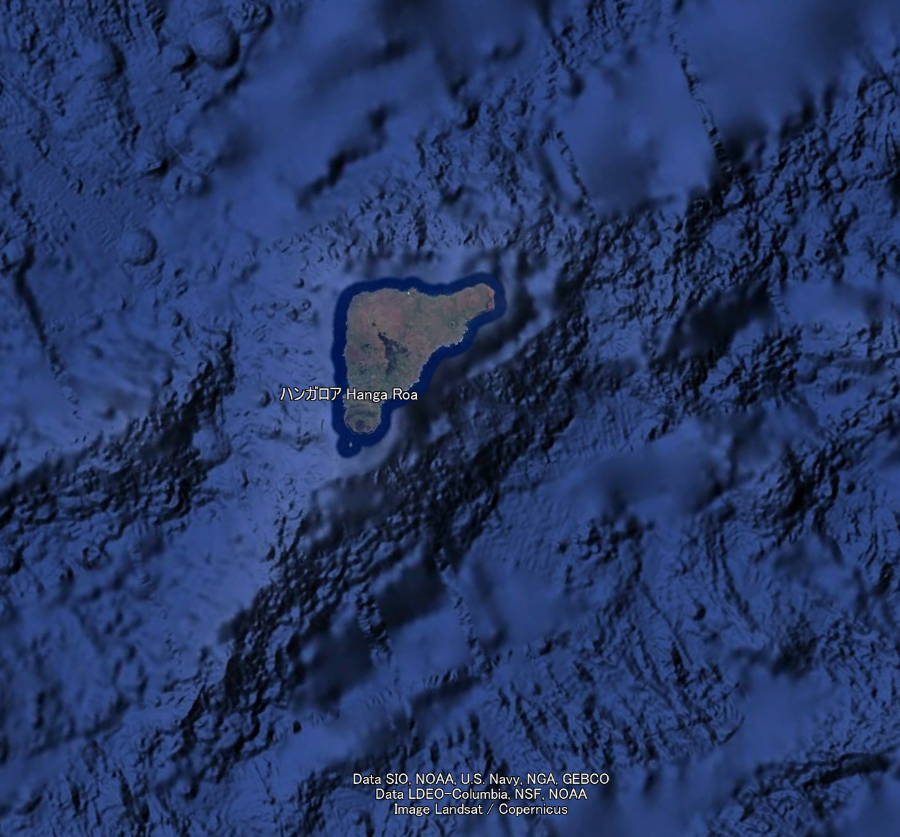 ハンガロア Hanga Roa
Data SIO, NOAA, U.S. Navy, NGA, GEBCO
Data LDEO-Columbia, NSF, NOAA
Image Landsat / Copernicus